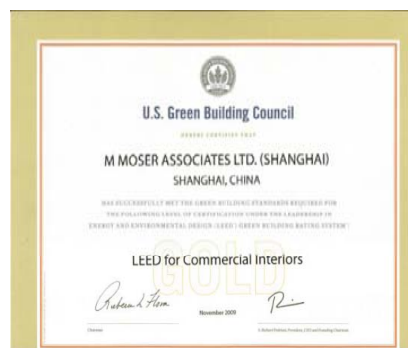 U.S. Green Building Council
HEREBY CERTIFIES THAT
M MOSER ASSOCIATES LTD. (SHANGHAI)
SHANGHAI, CHINA
HAS SUCCESSFULLY MET THE GREEN BUILDING STANDARDS REQUIRED FOR
THE FOLLOWING LEVEL OF CERTIFICATION UNDER THE LEADERSHIP IN
ENERGY AND ENVIRONMENTAL DESIGN (LEED®) GREEN BUILDING RATING SYSTEM™
GOLD
LEED for Commercial Interiors
November 2009
Chairman